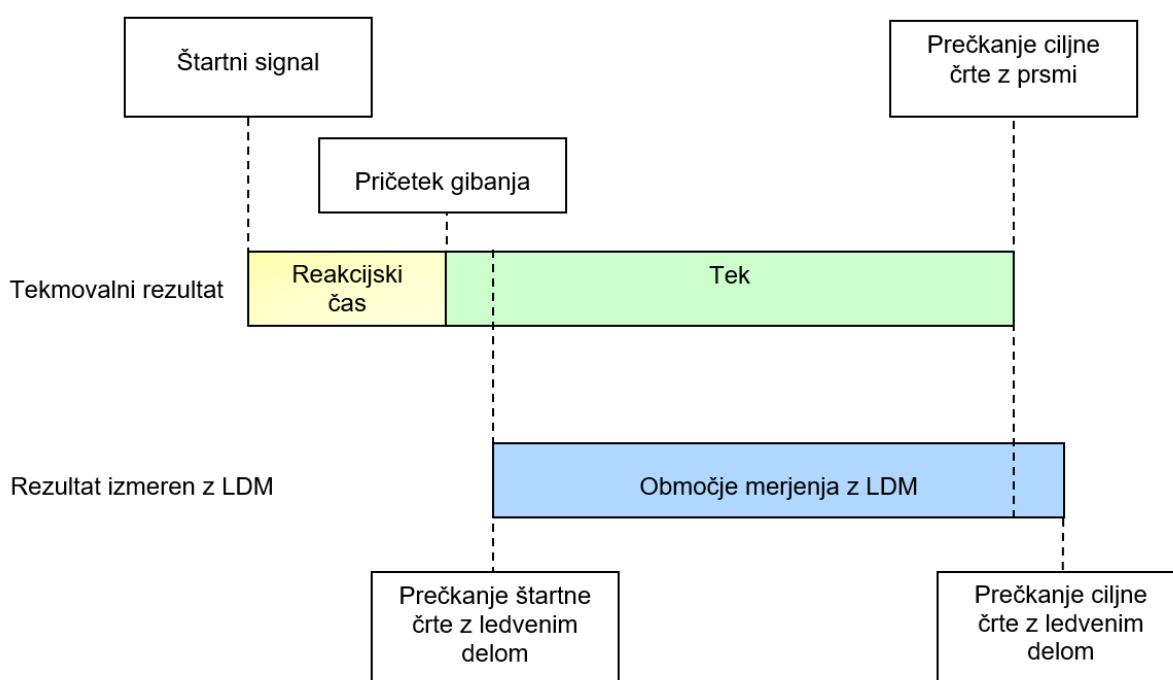 Štartni signal
Prečkanje ciljne
črte z prsmi
Pričetek gibanja
Tekmovalni rezultat
Reakcijski
čas
Tek
Rezultat izmeren z LDM
Območje merjenja z LDM
Prečkanje štartne
črte z ledvenim
delom
Prečkanje ciljne
črte z ledvenim
delom